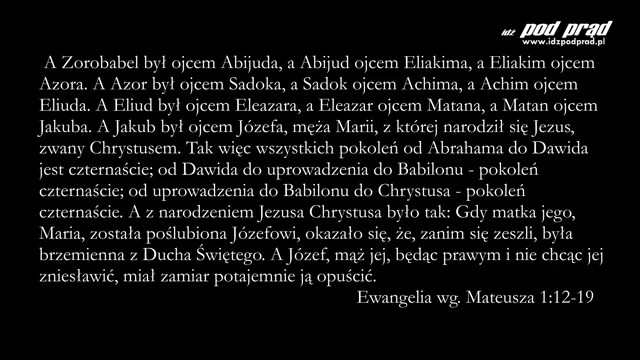 idź pod prąd
www.idzpodprad.pl
A Zorobabel był ojcem Abijuda, a Abijud ojcem Eliakima, a Eliakim ojcem
Azora. A Azor był ojcem Sadoka, a Sadok ojcem Achima, a Achim ojcem
Eliuda. A Eliud był ojcem Eleazara, a Eleazar ojcem Matana, a Matan ojcem
Jakuba. A Jakub był ojcem Józefa, męża Marii, z której narodził się Jezus,
zwany Chrystusem. Tak więc wszystkich pokoleń od Abrahama do Dawida
jest czternaście; od Dawida do uprowadzenia do Babilonu - pokoleń
czternaście; od uprowadzenia do Babilonu do Chrystusa - pokoleń
czternaście. A z narodzeniem Jezusa Chrystusa było tak: Gdy matka jego,
Maria, została poślubiona Józefowi, okazało się, że, zanim się zeszli, była
brzemienna z Ducha Świętego. A Józef, mąż jej, będąc prawym i nie chcąc jej
zniesławić, miał zamiar potajemnie ją opuścić.
Ewangelia wg. Mateusza 1:12-19